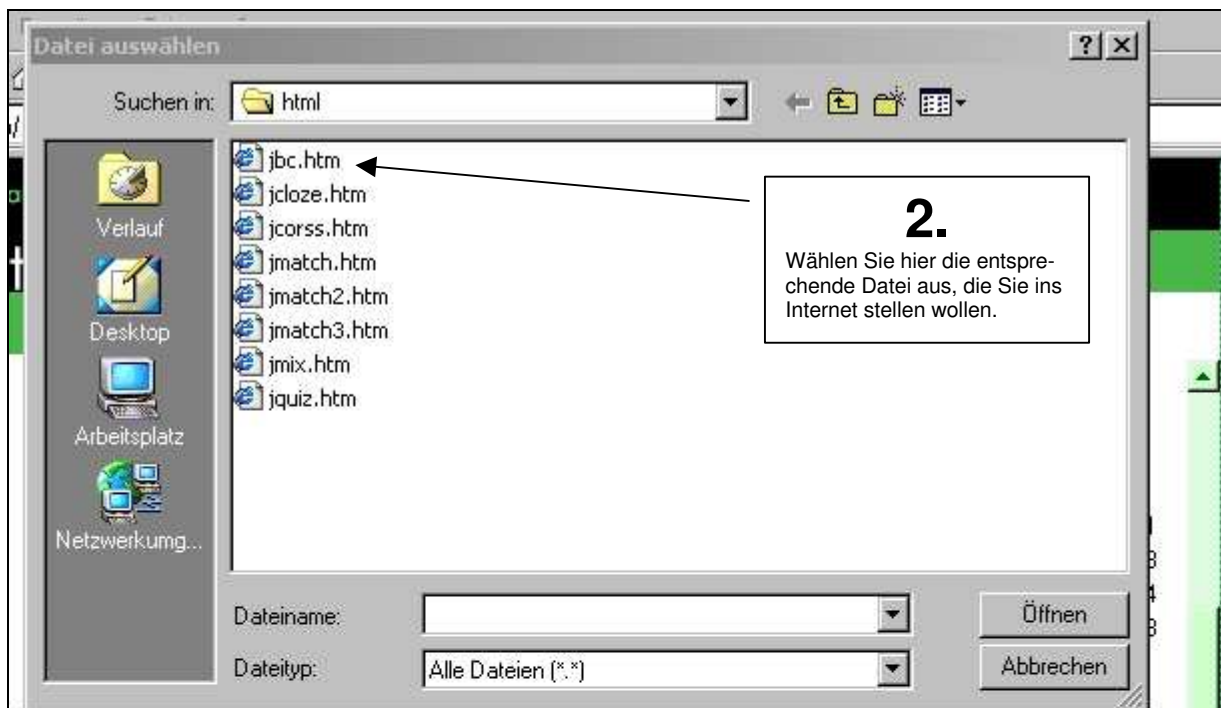 Datei auswählen
Suchen in:
html
Verlauf
Desktop
Arbeitsplatz
Netzwerkumg...
jbc.htm
jcloze.htm
jcorss.htm
jmatch.htm
jmatch2.htm
jmatch3.htm
jmix.htm
jquiz.htm
2.
Wählen Sie hier die entspre-
chende Datei aus, die Sie ins
Internet stellen wollen.
Dateiname:
Öffnen
Dateityp:
Alle Dateien (*.*)
Abbrechen